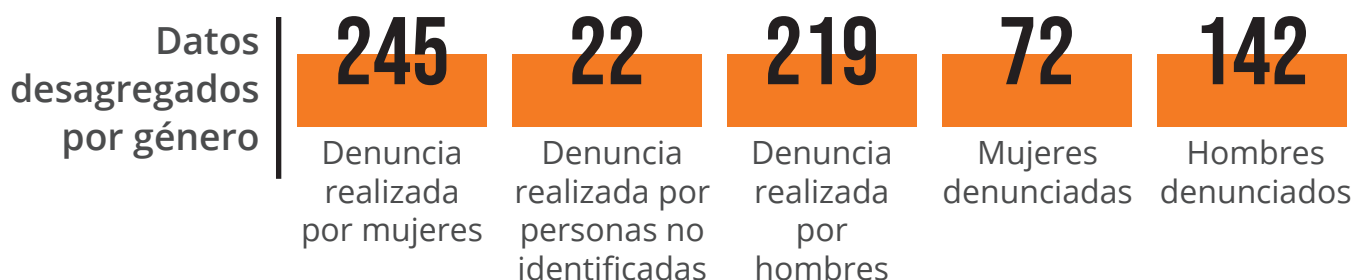 Datos
desagregados
por género
245
Denuncia
realizada
por mujeres
22
Denuncia
realizada por
personas no
identificadas
219
Denuncia
realizada
por
hombres
72
Mujeres
denunciadas
142
Hombres
denunciados